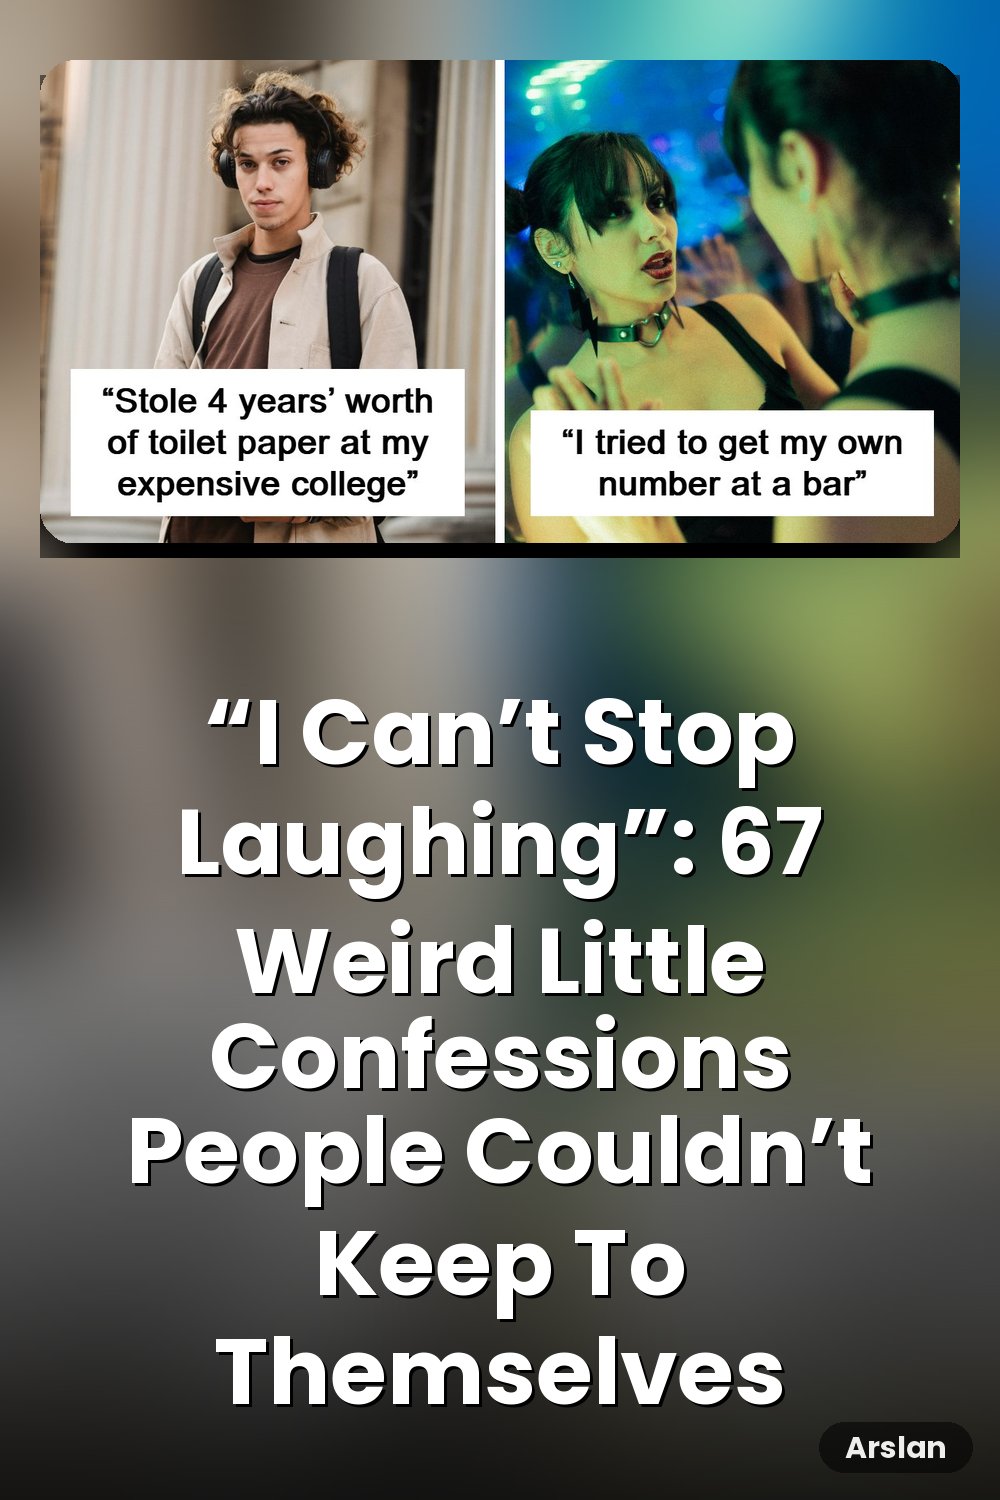 “Stole 4 years’ worth
of toilet paper at my
expensive college”
“I tried to get my own
number at a bar”
“I Can’t Stop
Laughing”: 67
Weird Little
Confessions
People Couldn’t
Keep To
Themselves
Arslan